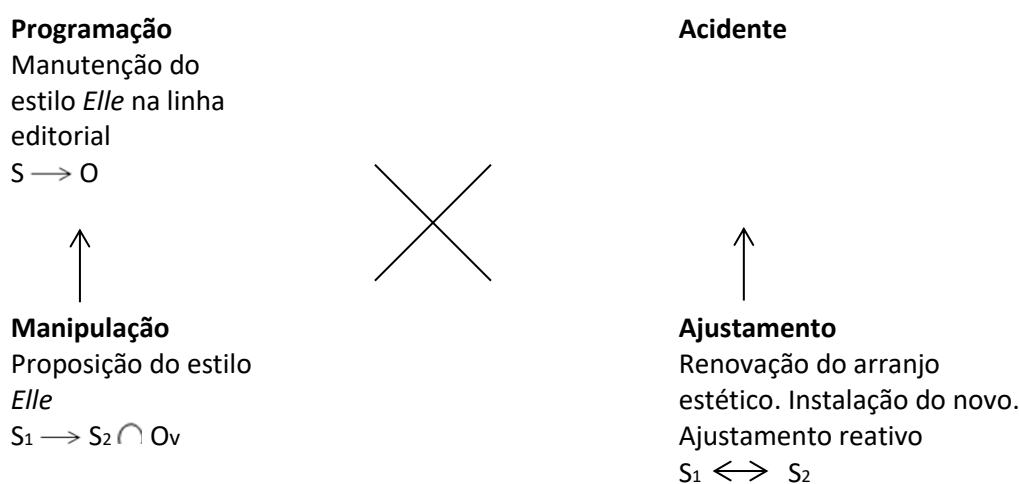 Programação
Manutenção do
estilo Elle na linha
editorial
S ⟶ O
Acidente
Manipulação
Proposição do estilo
Elle
S1 ⟶ S2 ∩ Ov
Ajustamento
Renovação do arranjo
estético. Instalação do novo.
Ajustamento reativo
S1 ⟷ S2